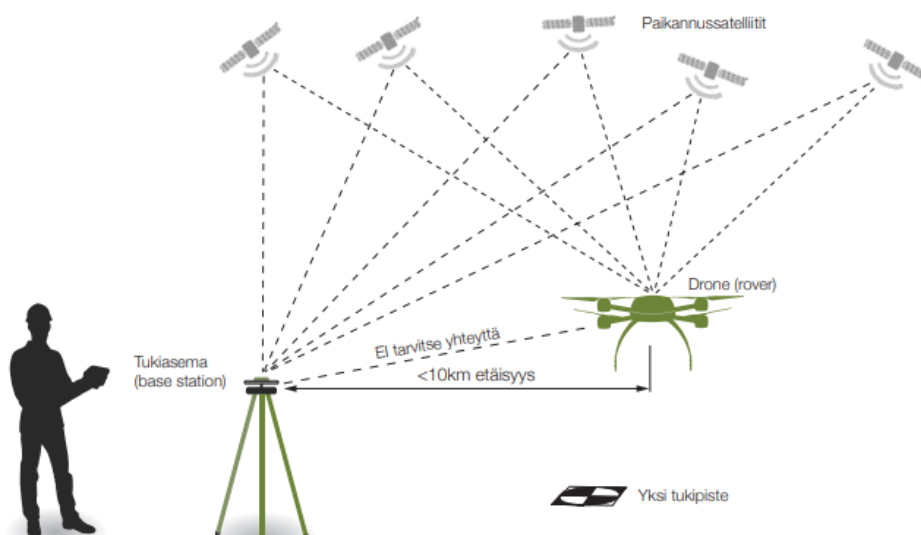 Paikannussatelliitit
Drone (rover)
EI tarvitse yhteyttä
Tukiasema
(base station)
<10km etäisyys
Yksi tukipiste